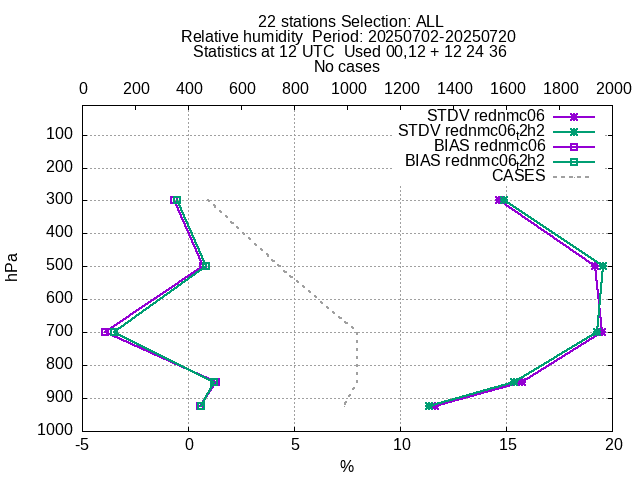 22 stations Selection: ALL
Relative humidity  Period: 20250702-20250720
Statistics at 12 UTC  Used 00,12 + 12 24 36
No cases
0 200 400 600 800 1000 1200 1400 1600 1800 2000
STDV rednmc06
STDV rednmc06t2h2
BIAS rednmc06
BIAS rednmc06t2h2
CASES
100
200
300
400
500
600
700
800
900
1000
hPa
-5 0 5 10 15 20
%